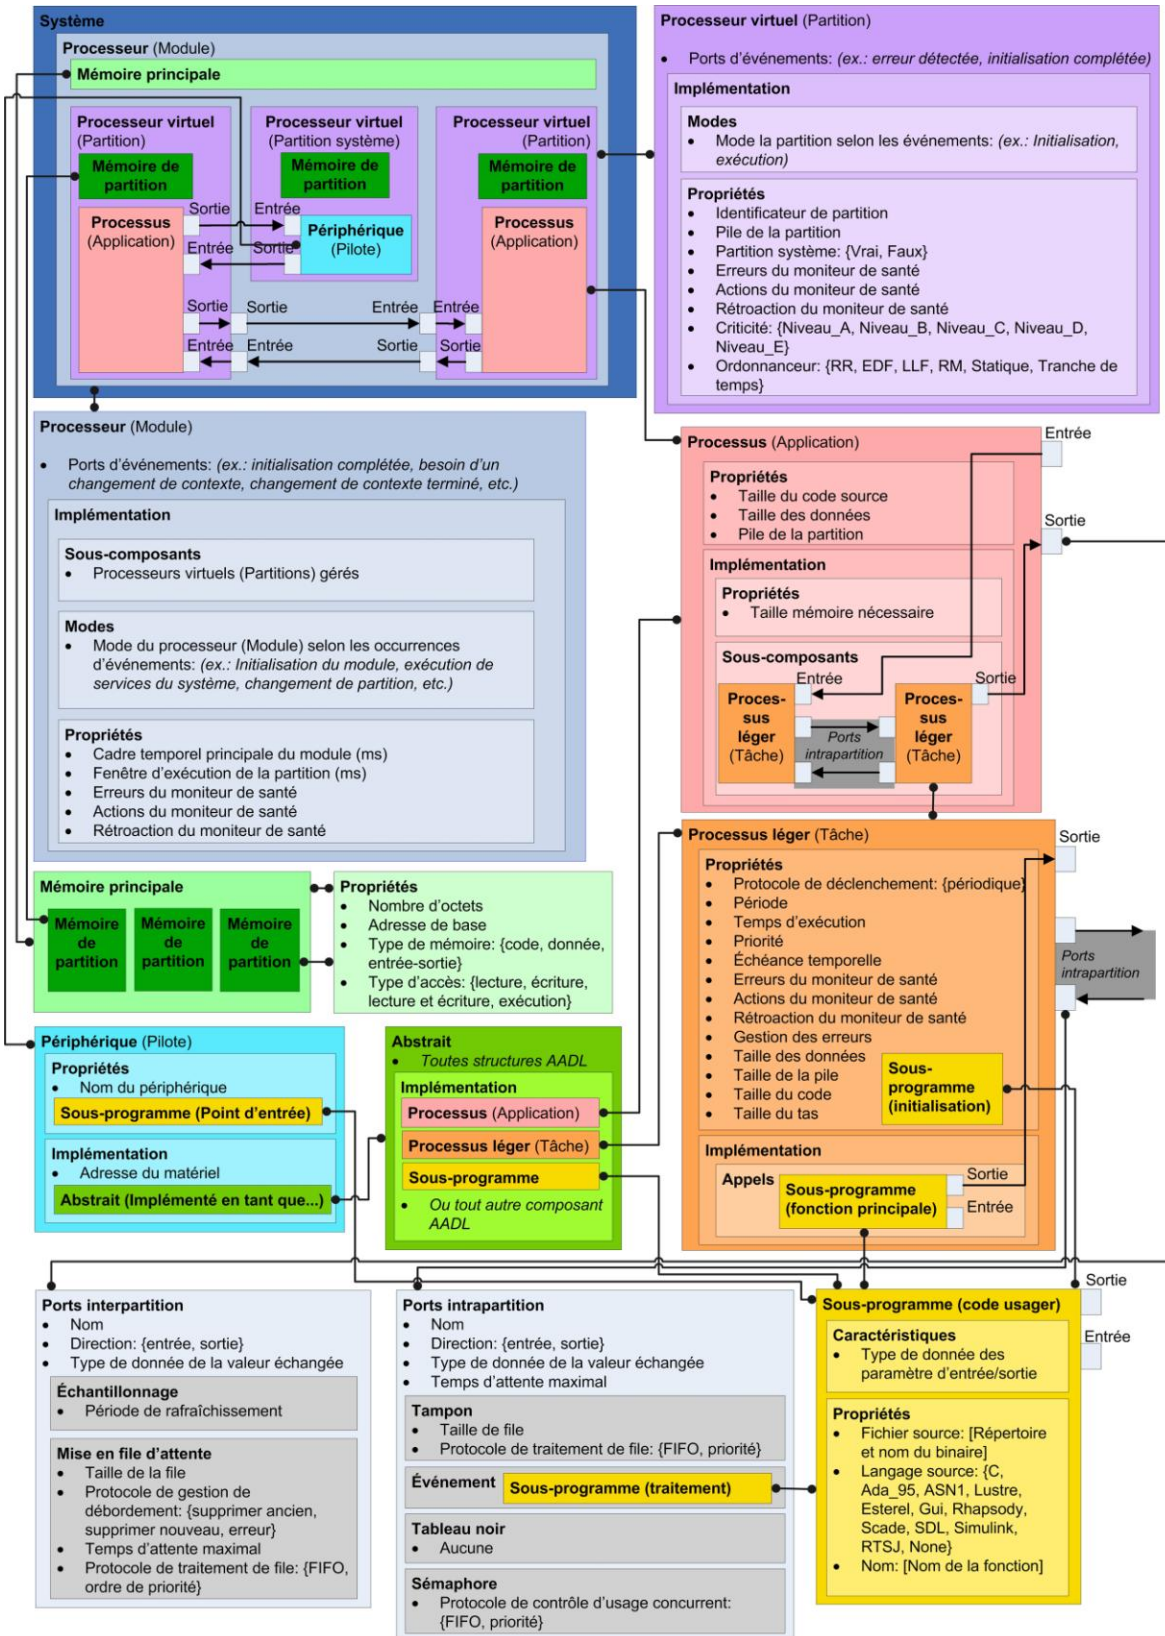 Système
Processeur (Module)
Mémoire principale
Processeur virtuel
(Partition)
Mémoire de
partition
Processus
(Application)
Sortie
Entrée
Sortie
Entrée
Processeur virtuel
(Partition système)
Mémoire de
partition
Entrée
Sortie
Périphérique
(Pilote)
Sortie
Entrée
Entrée
Sortie
Processeur virtuel
(Partition)
Mémoire de
partition
Processus
(Application)
Entrée
Processeur virtuel (Partition)
• Ports d'événements: (ex.: erreur détectée, initialisation complétée)
Implémentation
Modes
• Mode la partition selon les événements: (ex.: Initialisation,
exécution)
Propriétés
• Identificateur de partition
• Pile de la partition
• Partition système: {Vrai, Faux}
• Erreurs du moniteur de santé
• Actions du moniteur de santé
• Rétroaction du moniteur de santé
• Criticité: {Niveau_A, Niveau_B, Niveau_C, Niveau_D,
Niveau_E}
• Ordonnanceur: {RR, EDF, LLF, RM, Statique, Tranche de
temps}
Processeur (Module)
• Ports d'événements: (ex.: initialisation complétée, besoin d'un
changement de contexte, changement de contexte terminé, etc.)
Implémentation
Sous-composants
• Processeurs virtuels (Partitions) gérés
Modes
• Mode du processeur (Module) selon les occurrences
d'événements: (ex.: Initialisation du module, exécution de
services du système, changement de partition, etc.)
Propriétés
• Cadre temporel principale du module (ms)
• Fenêtre d'exécution de la partition (ms)
• Erreurs du moniteur de santé
• Actions du moniteur de santé
• Rétroaction du moniteur de santé
Processus (Application)
Entrée
Sortie
Propriétés
• Taille du code source
• Taille des données
• Pile de la partition
Implémentation
Propriétés
• Taille mémoire nécessaire
Sous-composants
Entrée
Sortie
Proces-
sus
léger
(Tâche)
Ports
intrapartition
Proces-
sus
léger
(Tâche)
Mémoire principale
Mémoire
de
partition
Mémoire
de
partition
Mémoire
de
partition
Propriétés
• Nombre d'octets
• Adresse de base
• Type de mémoire: {code, donnée,
entrée-sortie}
• Type d'accès: {lecture, écriture,
lecture et écriture, exécution}
Processus léger (Tâche)
Sortie
Propriétés
• Protocole de déclenchement: {périodique}
• Période
• Temps d'exécution
• Priorité
• Échéance temporelle
• Erreurs du moniteur de santé
• Actions du moniteur de santé
• Rétroaction du moniteur de santé
• Gestion des erreurs
• Taille des données
• Taille de la pile
• Taille du code
• Taille du tas
Sous-
programme
(initialisation)
Ports
intrapartition
Implémentation
Appels
Sous-programme
(fonction principale)
Sortie
Entrée
Périphérique (Pilote)
Propriétés
• Nom du périphérique
Sous-programme (Point d'entrée)
Implémentation
• Adresse du matériel
Abstrait (Implémenté en tant que...)
Abstrait
• Toutes structures AADL
Implémentation
Processus (Application)
Processus léger (Tâche)
Sous-programme
• Ou tout autre composant
AADL
Ports interpartition
• Nom
• Direction: {entrée, sortie}
• Type de donnée de la valeur échangée
Échantillonnage
• Période de rafraîchissement
Mise en file d'attente
• Taille de la file
• Protocole de gestion de
débordement: {supprimer ancien,
supprimer nouveau, erreur}
• Temps d'attente maximal
• Protocole de traitement de file: {FIFO,
ordre de priorité}
Ports intrapartition
• Nom
• Direction: {entrée, sortie}
• Type de donnée de la valeur échangée
• Temps d'attente maximal
Tampon
• Taille de file
• Protocole de traitement de file: {FIFO, priorité}
Événement
Sous-programme (traitement)
Tableau noir
• Aucune
Sémaphore
• Protocole de contrôle d'usage concurrent:
{FIFO, priorité}
Sous-programme (code usager)
Sortie
Entrée
Caractéristiques
• Type de donnée des
paramètre d'entrée/sortie
Propriétés
• Fichier source: [Répertoire
et nom du binaire]
• Langage source: {C,
Ada_95, ASN1, Lustre,
Esterel, Gui, Rhapsody,
Scade, SDL, Simulink,
RTSJ, None}
• Nom: [Nom de la fonction]